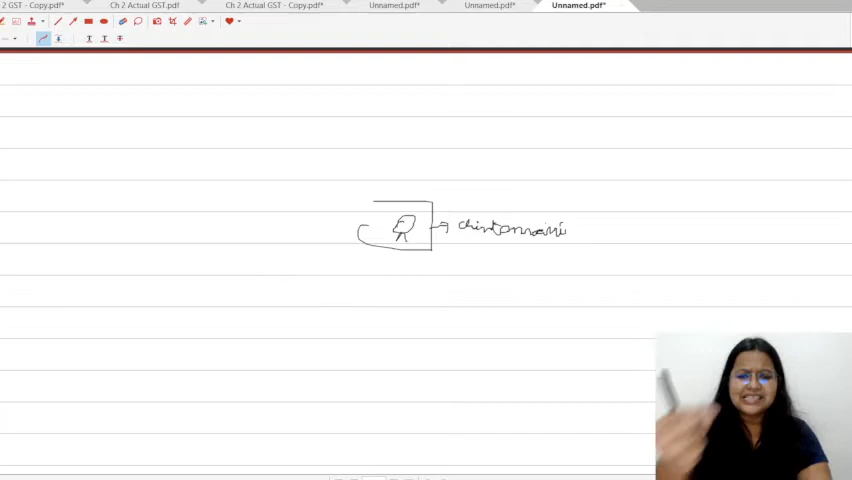 2 GST - Copy.pdf*
Ch 2 Actual GST.pdf
Ch 2 Actual GST - Copy.pdf*
Unnamed.pdf*
Unnamed.pdf*
Unnamed.pdf*
T T T